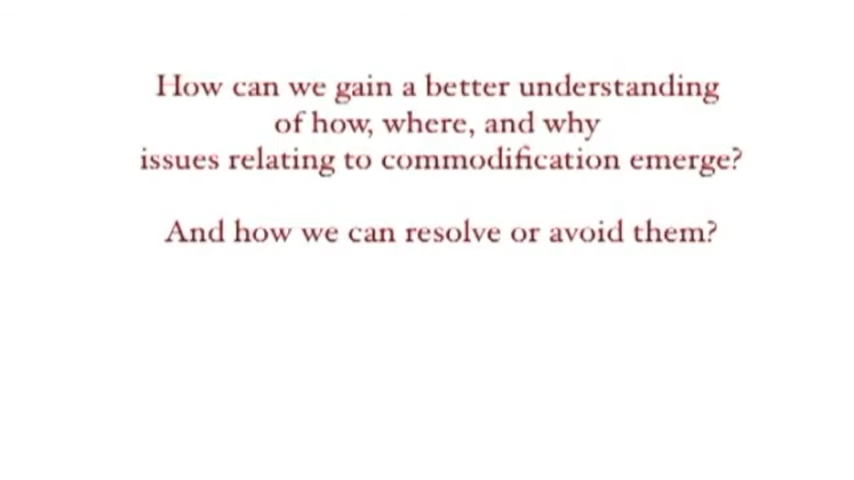 How can we gain a better understanding
of how, where, and why
issues relating to commodification emerge?
And how we can resolve or avoid them?